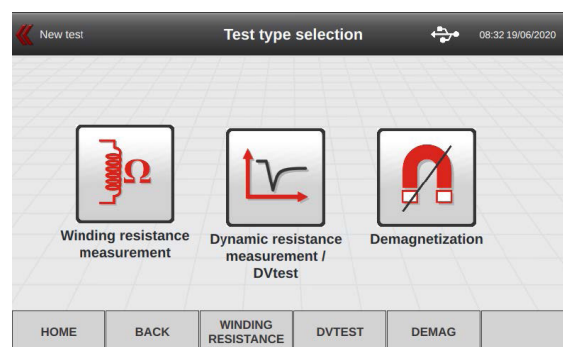 New test
Test type selection
08:32 19/06/2020
Ω
Winding resistance
measurement
Dynamic resistance
measurement /
DVtest
Demagnetization
HOME
BACK
WINDING
RESISTANCE
DVTEST
DEMAG